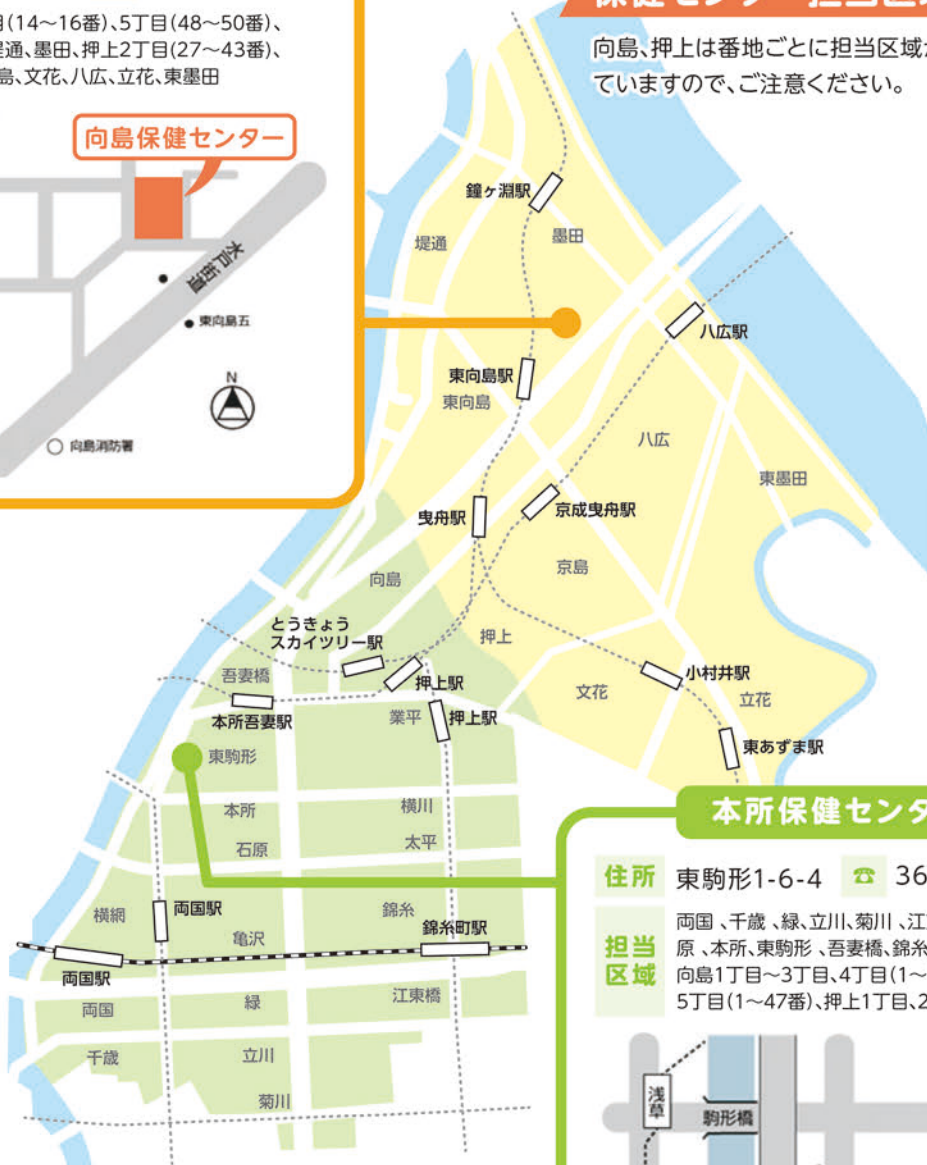 目(14〜16番)、5丁目(48〜50番)、
堤通、墨田、押上2丁目(27〜43番)、
島、文花、八広、立花、東墨田
向島保健センター
水戸街道
東向島五
N
向島消防署
向島、押上は番地ごとに担当区域が
ていますので、ご注意ください。
鐘ヶ淵駅
堤通
墨田
八広駅
東向島駅
東向島
八広
東墨田
曳舟駅
京成曳舟駅
向島
京島
とうきょう
スカイツリー駅
押上
吾妻橋
押上駅
小村井駅
文花
立花
本所吾妻駅
業平
押上駅
東あずま駅
東駒形
本所
横川
石原
太平
横網
両国駅
錦糸
錦糸町駅
亀沢
両国駅
両国
緑
江東橋
千歳
立川
菊川
本所保健センタ
住所
東駒形1-6-4
☎
36
担当
区域
両国、千歳、緑、立川、菊川、江
原、本所、東駒形、吾妻橋、錦糸
向島1丁目〜3丁目、4丁目(1〜
5丁目(1〜47番)、押上1丁目、2
浅草
駒形橋